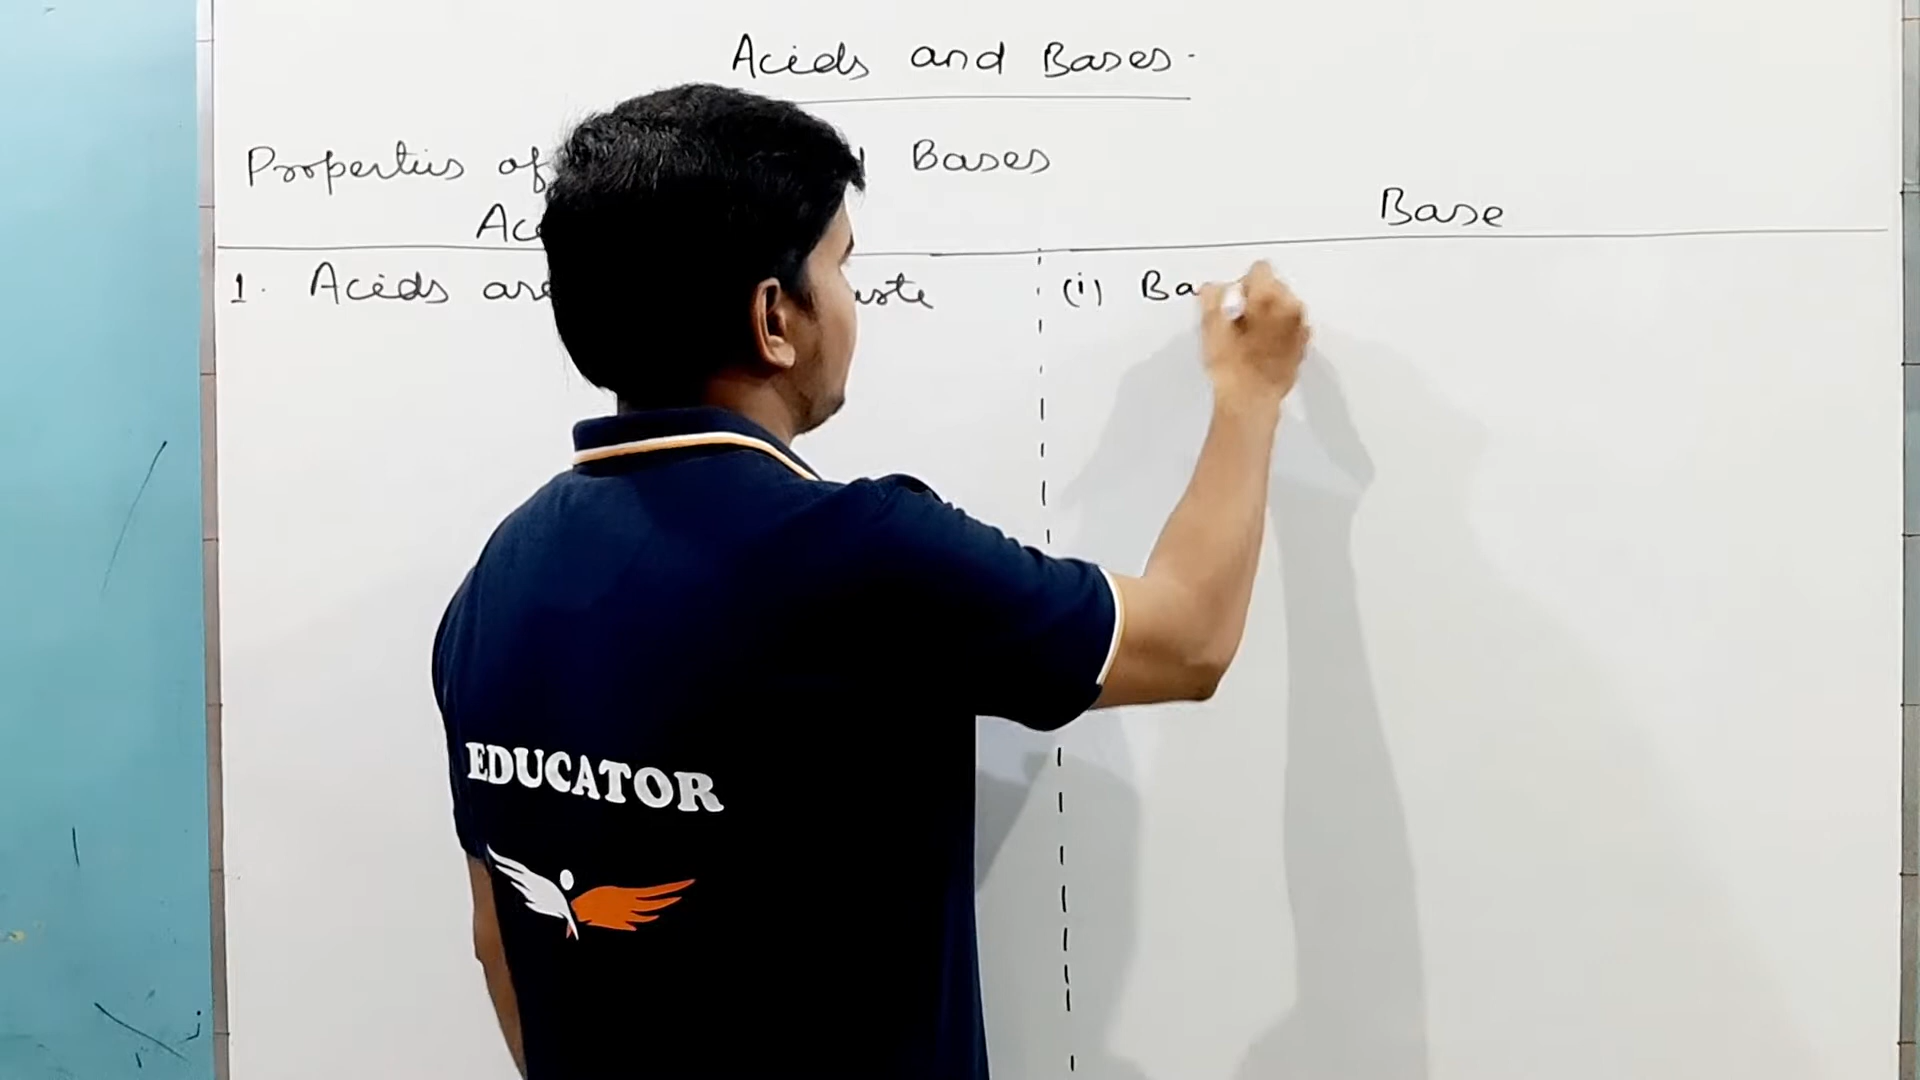 Acids and Bases.
Properties of Bases
Base
1. Acids are
(i) Ba
EDUCATOR